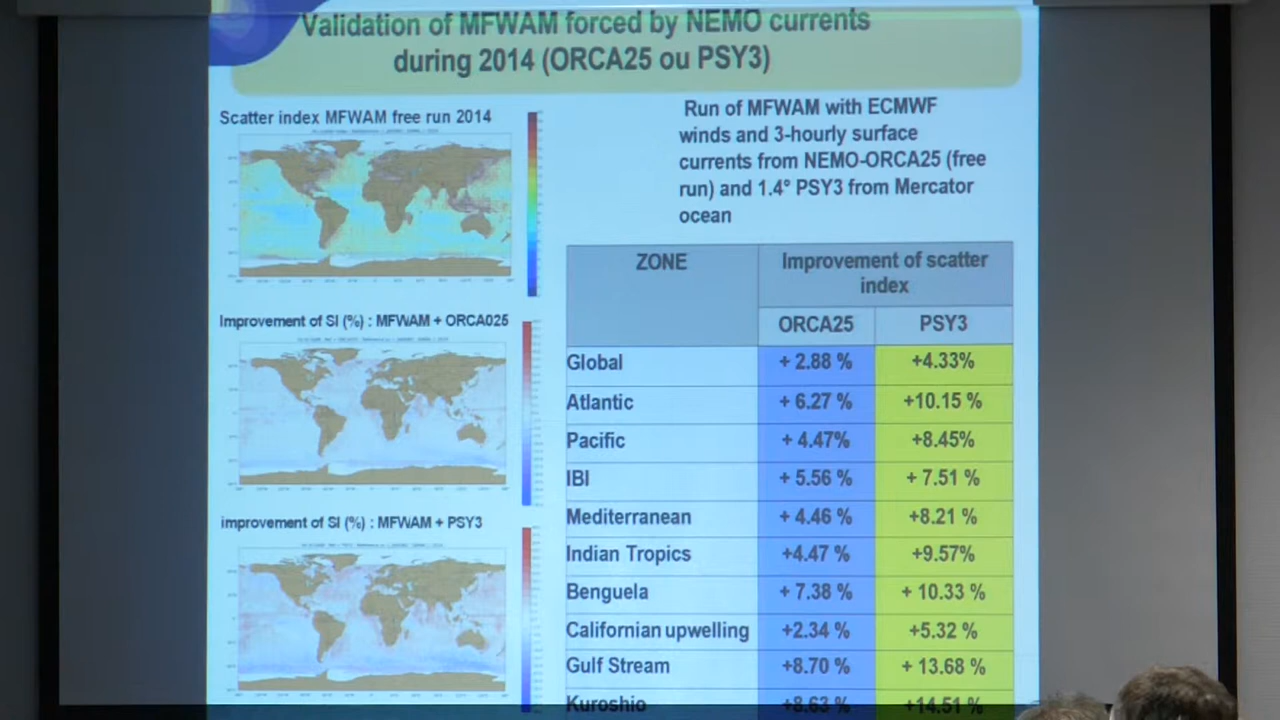 Validation of MFWAM forced by NEMO currents
during 2014 (ORCA25 ou PSY3)
Scatter index MFWAM free run 2014
Improvement of SI (%) : MFWAM + ORCA025
improvement of SI (%) : MFWAM + PSY3
Run of MFWAM with ECMWF
winds and 3-hourly surface
currents from NEMO-ORCA25 (free
run) and 1.4° PSY3 from Mercator
ocean
ZONE Improvement of scatter
index
ORCA25 PSY3
Global + 2.88 % +4.33%
Atlantic + 6.27 % +10.15 %
Pacific + 4.47% +8.45%
IBI + 5.56 % + 7.51 %
Mediterranean + 4.46 % +8.21 %
Indian Tropics +4.47 % +9.57%
Benguela + 7.38 % + 10.33 %
Californian upwelling +2.34 % +5.32 %
Gulf Stream +8.70 % + 13.68 %
Kuroshio +8.63 % +14.51 %